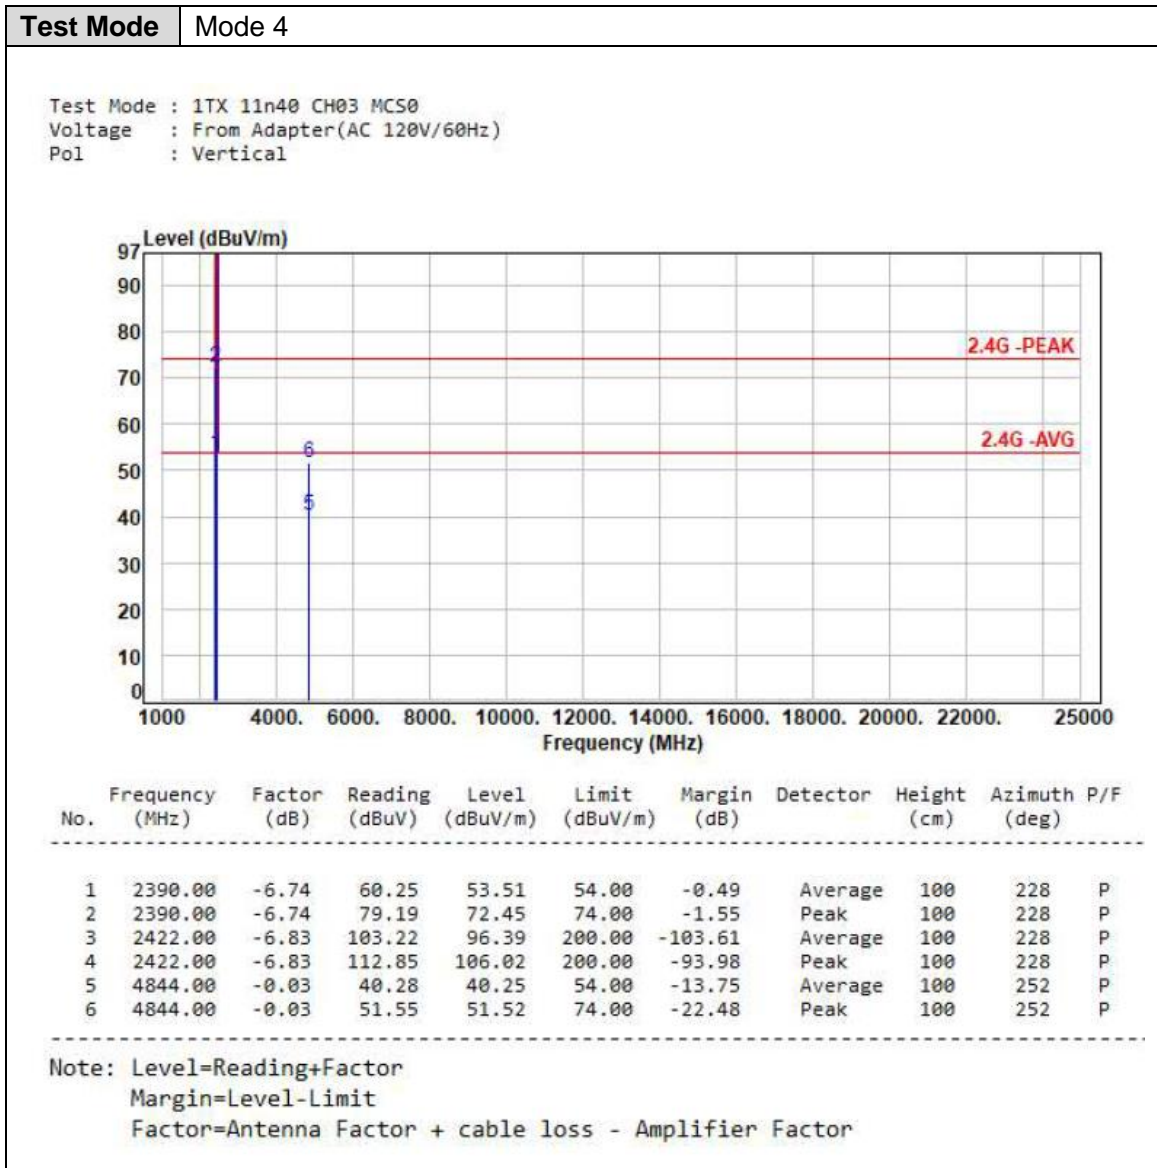 Test Mode Mode 4
Test Mode : 1TX 11n40 CH03 MCS0
Voltage : From Adapter(AC 120V/60Hz)
Pol : Vertical
97 Level (dBuV/m)
90
80
2.4G -PEAK
2
70
60
2.4G -AVG
6
50
5
40
30
20
10
0
1000 4000. 6000. 8000. 10000. 12000. 14000. 16000. 18000. 20000. 22000. 25000
Frequency (MHz)
Frequency Factor Reading Level Limit Margin Detector Height Azimuth P/F
No. (MHz) (dB) (dBuV) (dBuV/m) (dBuV/m) (dB) (cm) (deg)
1 2390.00 -6.74 60.25 53.51 54.00 -0.49 Average 100 228 P
2 2390.00 -6.74 79.19 72.45 74.00 -1.55 Peak 100 228 P
3 2422.00 -6.83 103.22 96.39 200.00 -103.61 Average 100 228 P
4 2422.00 -6.83 112.85 106.02 200.00 -93.98 Peak 100 228 P
5 4844.00 -0.03 40.28 40.25 54.00 -13.75 Average 100 252 P
6 4844.00 -0.03 51.55 51.52 74.00 -22.48 Peak 100 252 P
Note: Level=Reading+Factor
Margin=Level-Limit
Factor=Antenna Factor + cable loss - Amplifier Factor